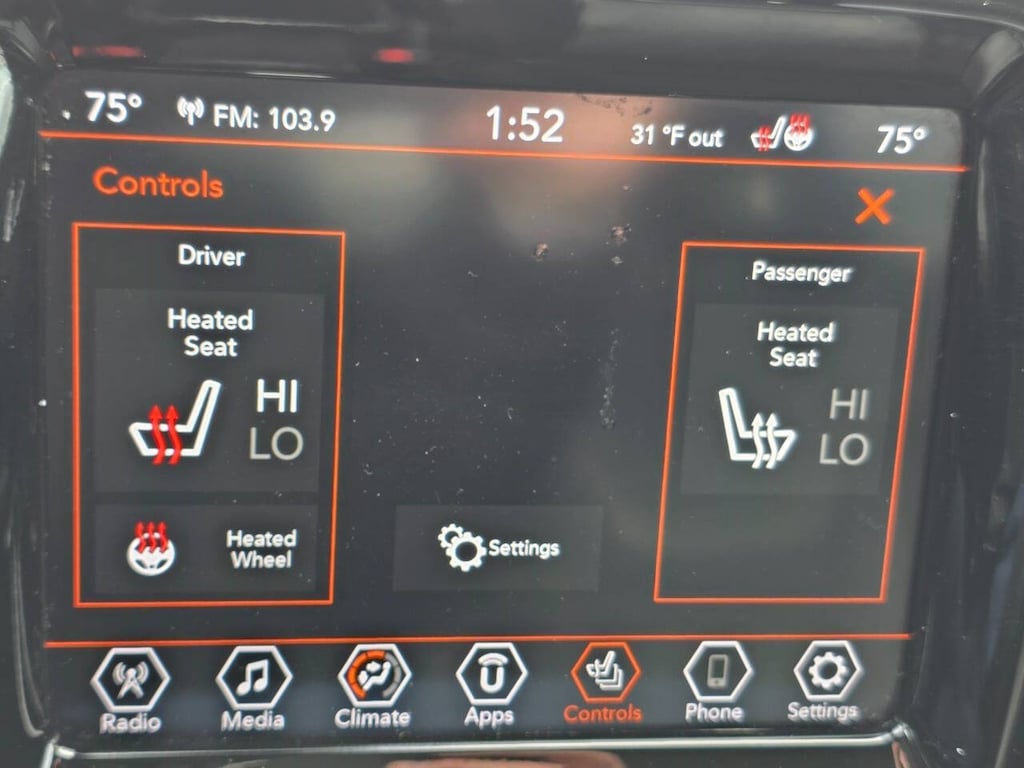 75° FM: 103.9 1:52 31 °F out 75°
Controls X
Driver
Heated
Seat
HI
LO
Heated
Wheel
Settings
Passenger
Heated
Seat
HI
LO
Radio Media Climate Apps Controls Phone Settings